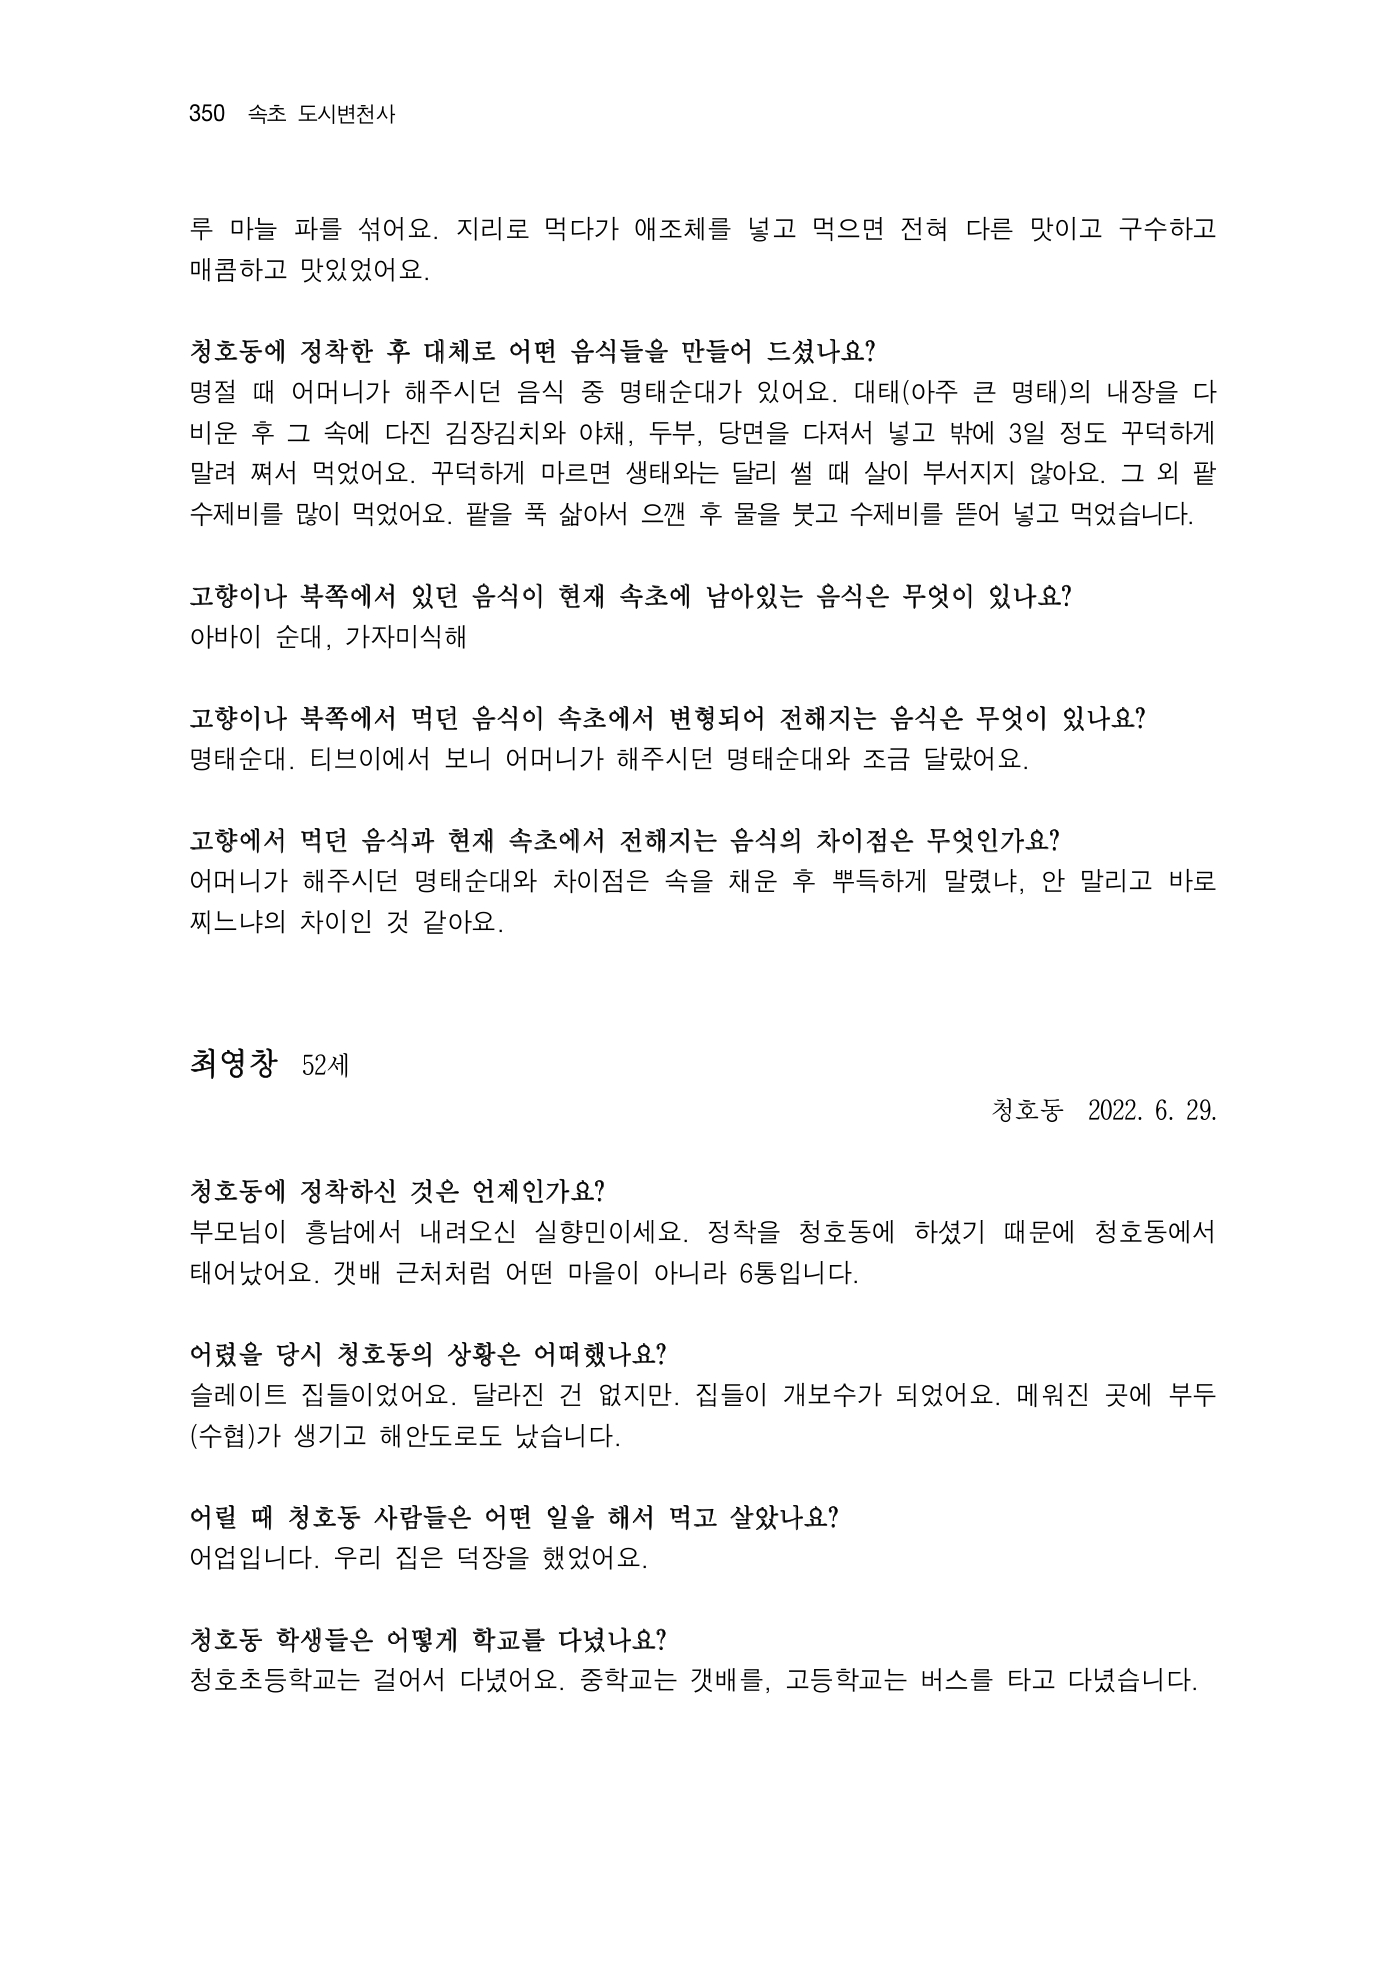 350 속초 도시변천사
루 마늘 파를 섞어요. 지리로 먹다가 애조체를 넣고 먹으면 전혀 다른 맛이고 구수하고
매콤하고 맛있었어요.
청호동에 정착한 후 대체로 어떤 음식들을 만들어 드셨나요?
명절 때 어머니가 해주시던 음식 중 명태순대가 있어요. 대태(아주 큰 명태)의 내장을 다
비운 후 그 속에 다진 김장김치와 야채, 두부, 당면을 다져서 넣고 밖에 3일 정도 꾸덕하게
말려 쪄서 먹었어요. 꾸덕하게 마르면 생태와는 달리 썰 때 살이 부서지지 않아요. 그 외 팥
수제비를 많이 먹었어요. 팥을 푹 삶아서 으깬 후 물을 붓고 수제비를 뜯어 넣고 먹었습니다.
고향이나 북쪽에서 있던 음식이 현재 속초에 남아있는 음식은 무엇이 있나요?
아바이 순대, 가자미식해
고향이나 북쪽에서 먹던 음식이 속초에서 변형되어 전해지는 음식은 무엇이 있나요?
명태순대. 티브이에서 보니 어머니가 해주시던 명태순대와 조금 달랐어요.
고향에서 먹던 음식과 현재 속초에서 전해지는 음식의 차이점은 무엇인가요?
어머니가 해주시던 명태순대와 차이점은 속을 채운 후 뿌득하게 말렸냐, 안 말리고 바로
찌느냐의 차이인 것 같아요.
최영창 52세
청호동 2022. 6. 29.
청호동에 정착하신 것은 언제인가요?
부모님이 흥남에서 내려오신 실향민이세요. 정착을 청호동에 하셨기 때문에 청호동에서
태어났어요. 갯배 근처처럼 어떤 마을이 아니라 6통입니다.
어렸을 당시 청호동의 상황은 어떠했나요?
슬레이트 집들이었어요. 달라진 건 없지만. 집들이 개보수가 되었어요. 메워진 곳에 부두
(수협)가 생기고 해안도로도 났습니다.
어릴 때 청호동 사람들은 어떤 일을 해서 먹고 살았나요?
어업입니다. 우리 집은 덕장을 했었어요.
청호동 학생들은 어떻게 학교를 다녔나요?
청호초등학교는 걸어서 다녔어요. 중학교는 갯배를, 고등학교는 버스를 타고 다녔습니다.